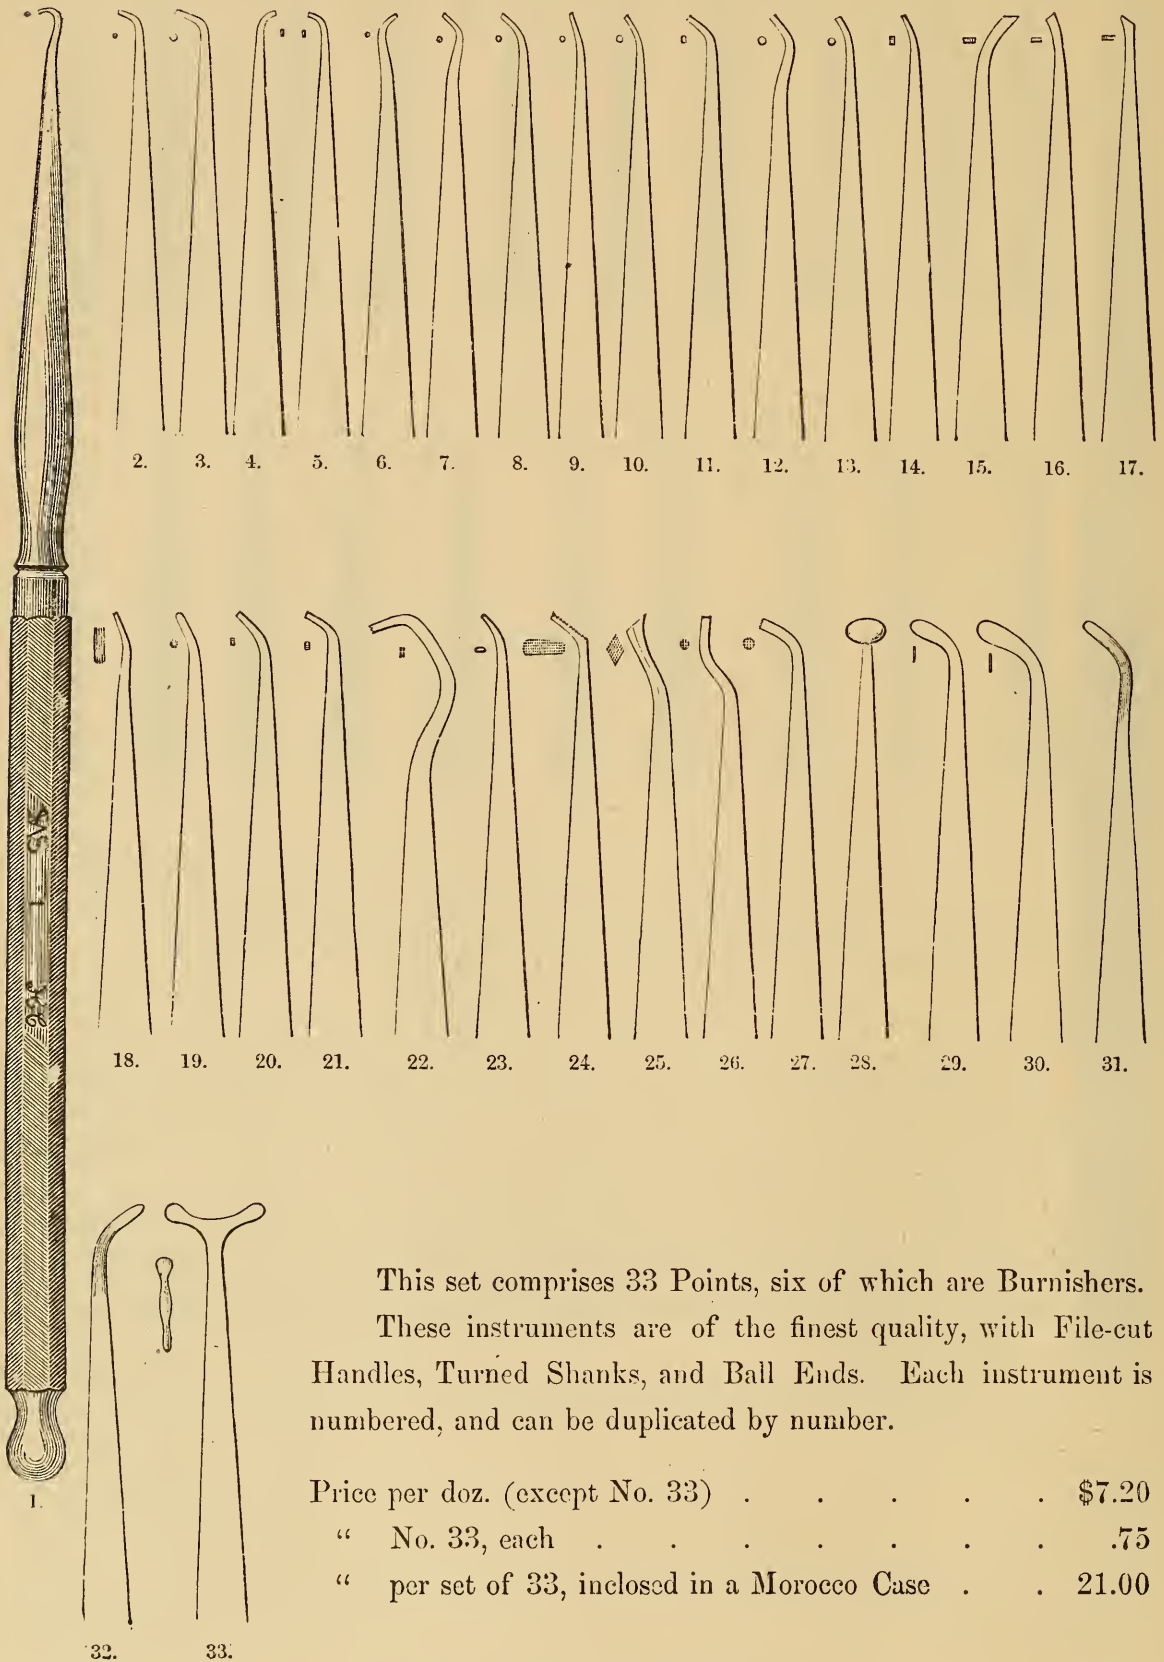 2. 3. 4. 5. 6. 7. 8. 9. 10. 11. 12. 13. 14. 15. 16. 17.
18. 19. 20. 21. 22. 23. 24. 25. 26. 27. 28. 29. 30. 31.
This set comprises 33 Points, six of which are Burnishers.
These instruments are of the finest quality, with File-cut
Handles, Turned Shanks, and Ball Ends. Each instrument is
numbered, and can be duplicated by number.
1.
Price per doz. (except No. 33) . . . . . $7.20
“ No. 33, each . . . . . . . .75
“ per set of 33, inclosed in a Morocco Case . . 21.00
32. 33.